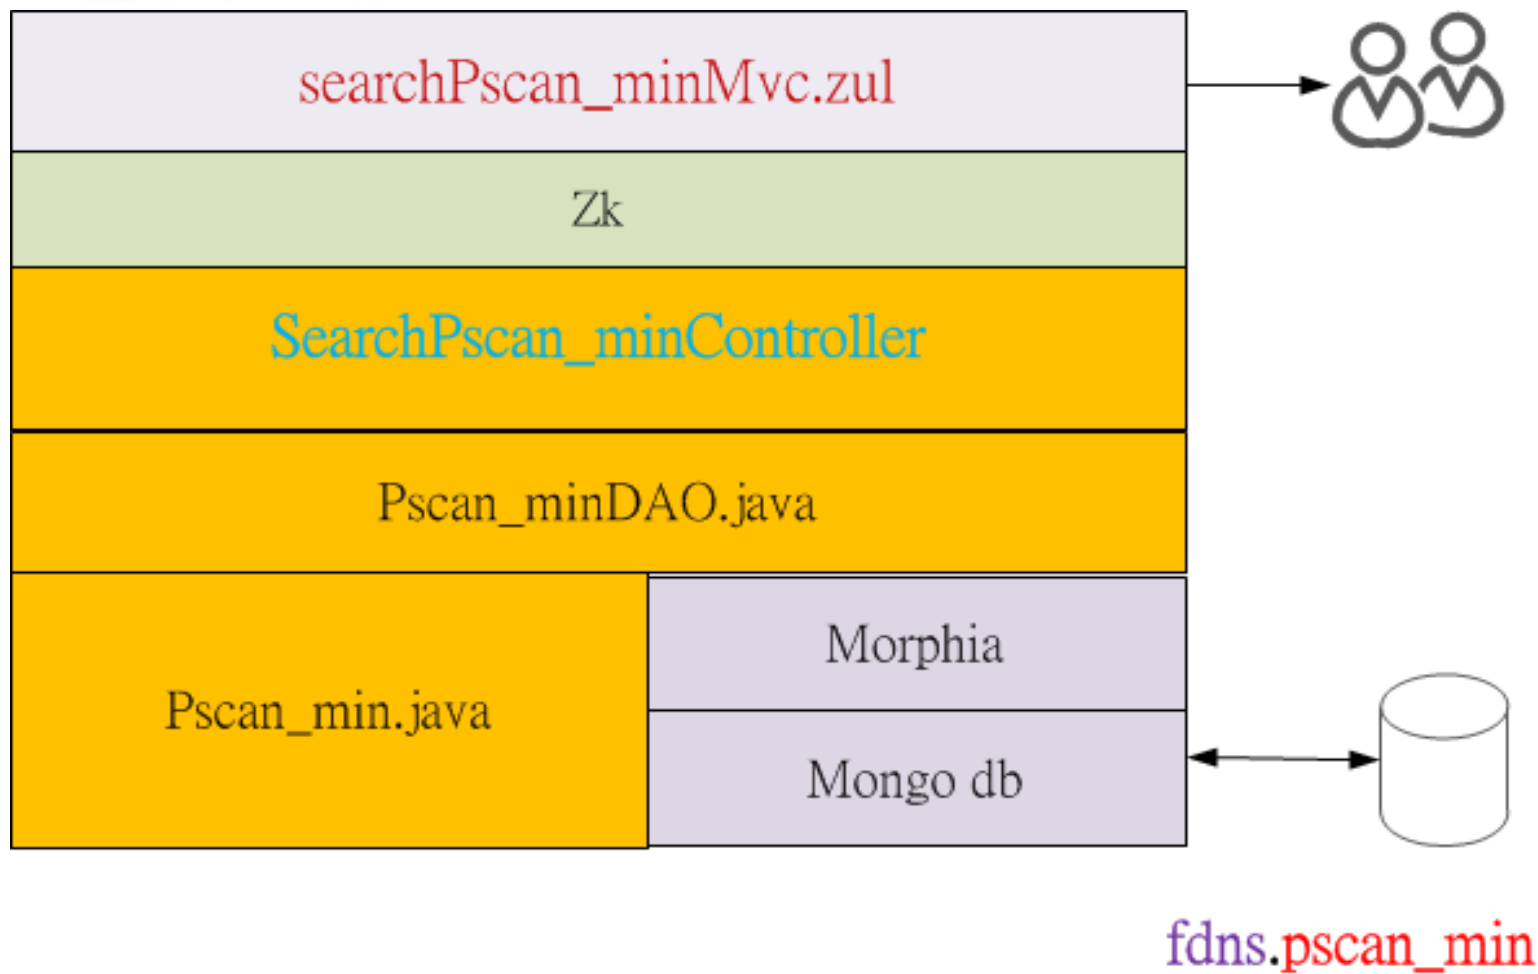 searchPscan_minMvc.zul
Zk
SearchPscan_minController
Pscan_minDAO.java
Morphia
Pscan_min.java
Mongo db
fdns.pscan_min